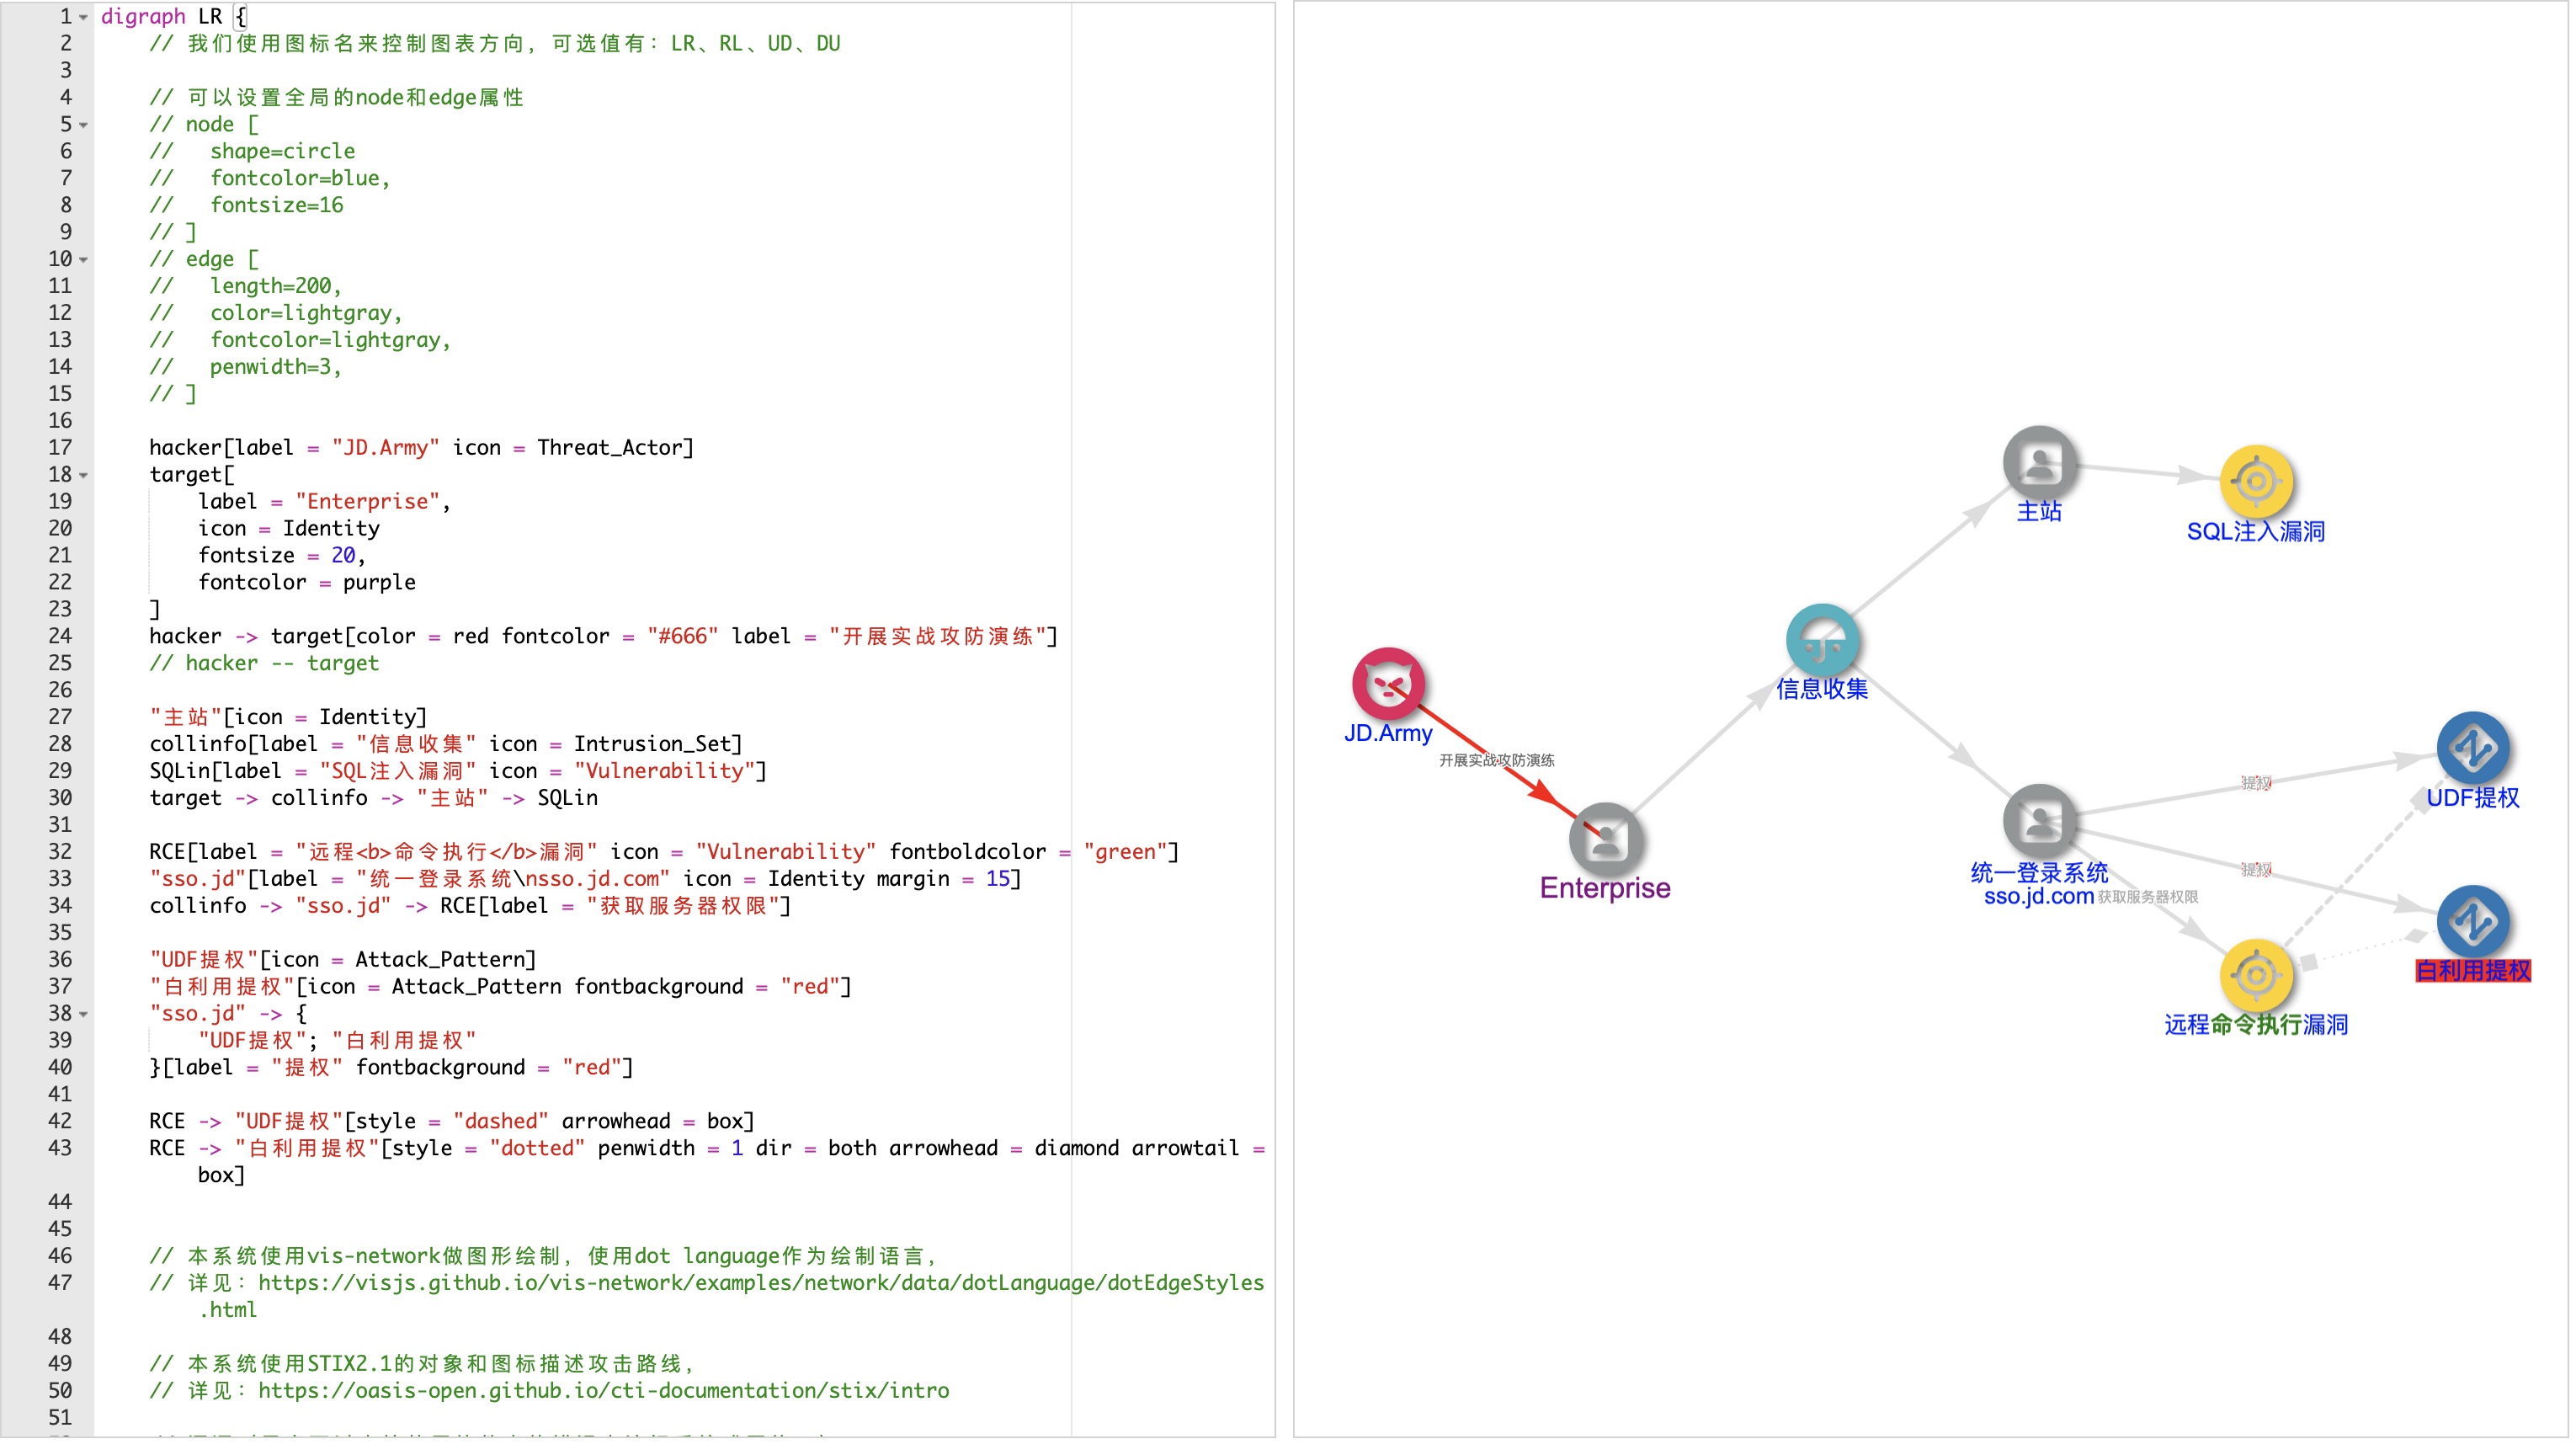 1 digraph LR {
2 // 我们使用图标名来控制图表方向，可选值有：LR、RL、UD、DU
3
4 // 可以设置全局的node和edge属性
5 // node [
6 //   shape=circle
7 //   fontcolor=blue,
8 //   fontsize=16
9 // ]
10 // edge [
11 //   length=200,
12 //   color=lightgray,
13 //   fontcolor=lightgray,
14 //   penwidth=3,
15 // ]
16
17 hacker[label = "JD.Army" icon = Threat_Actor]
18 target[
19 label = "Enterprise",
20 icon = Identity
21 fontsize = 20,
22 fontcolor = purple
23 ]
24 hacker -> target[color = red fontcolor = "#666" label = "开展实战攻防演练"]
25 // hacker -- target
26
27 "主站"[icon = Identity]
28 collinfo[label = "信息收集" icon = Intrusion_Set]
29 SQLin[label = "SQL注入漏洞" icon = "Vulnerability"]
30 target -> collinfo -> "主站" -> SQLin
31
32 RCE[label = "远程<b>命令执行</b>漏洞" icon = "Vulnerability" fontboldcolor = "green"]
33 "sso.jd"[label = "统一登录系统\nsso.jd.com" icon = Identity margin = 15]
34 collinfo -> "sso.jd" -> RCE[label = "获取服务器权限"]
35
36 "UDF提权"[icon = Attack_Pattern]
37 "白利用提权"[icon = Attack_Pattern fontbackground = "red"]
38 "sso.jd" -> {
39 "UDF提权"; "白利用提权"
40 }[label = "提权" fontbackground = "red"]
41
42 RCE -> "UDF提权"[style = "dashed" arrowhead = box]
43 RCE -> "白利用提权"[style = "dotted" penwidth = 1 dir = both arrowhead = diamond arrowtail =
box]
44
45
46 // 本系统使用vis-network做图形绘制，使用dot language作为绘制语言，
47 // 详见：https://visjs.github.io/vis-network/examples/network/data/dotLanguage/dotEdgeStyles
.html
48
49 // 本系统使用STIX2.1的对象和图标描述攻击路线，
50 // 详见：https://oasis-open.github.io/cti-documentation/stix/intro
51
主站
SQL注入漏洞
信息收集
JD.Army
开展实战攻防演练
Enterprise
提权
UDF提权
提权
统一登录系统
sso.jd.com
获取服务器权限
白利用提权
远程命令执行漏洞